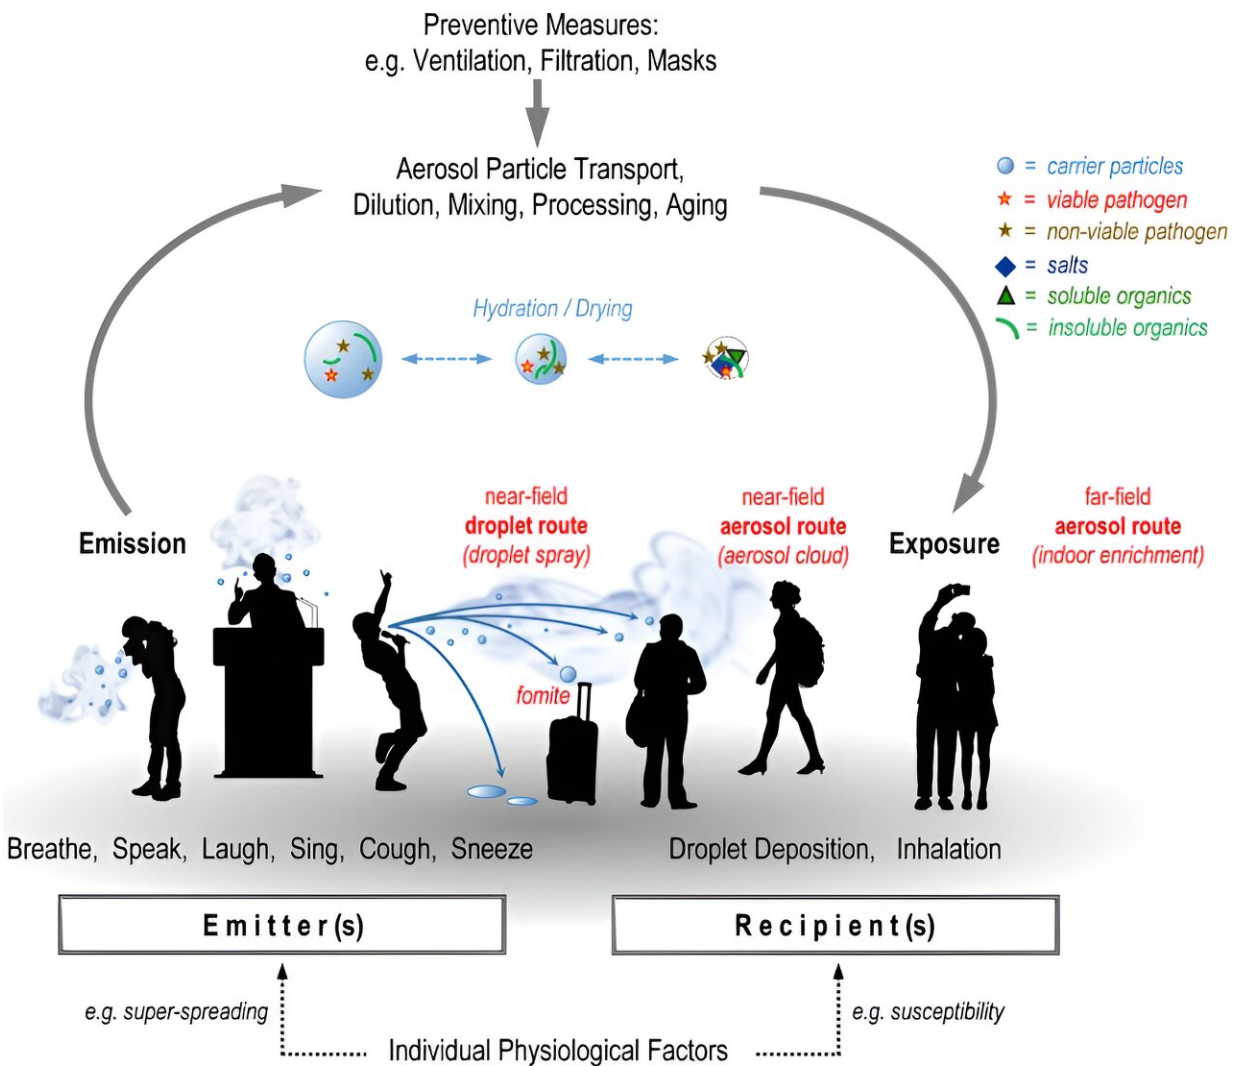 Preventive Measures:
e.g. Ventilation, Filtration, Masks
Aerosol Particle Transport,
Dilution, Mixing, Processing, Aging
= carrier particles
= viable pathogen
= non-viable pathogen
= salts
= soluble organics
= insoluble organics
Hydration / Drying
Emission
near-field
droplet route
(droplet spray)
near-field
aerosol route
(aerosol cloud)
Exposure
far-field
aerosol route
(indoor enrichment)
fomite
Breathe, Speak, Laugh, Sing, Cough, Sneeze
Droplet Deposition, Inhalation
Emitter(s)
Recipient(s)
e.g. super-spreading
e.g. susceptibility
Individual Physiological Factors